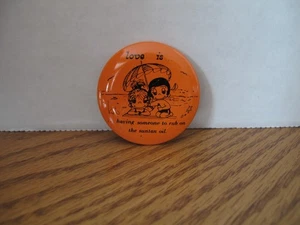 love is
having someone to rub on
the suntan oil